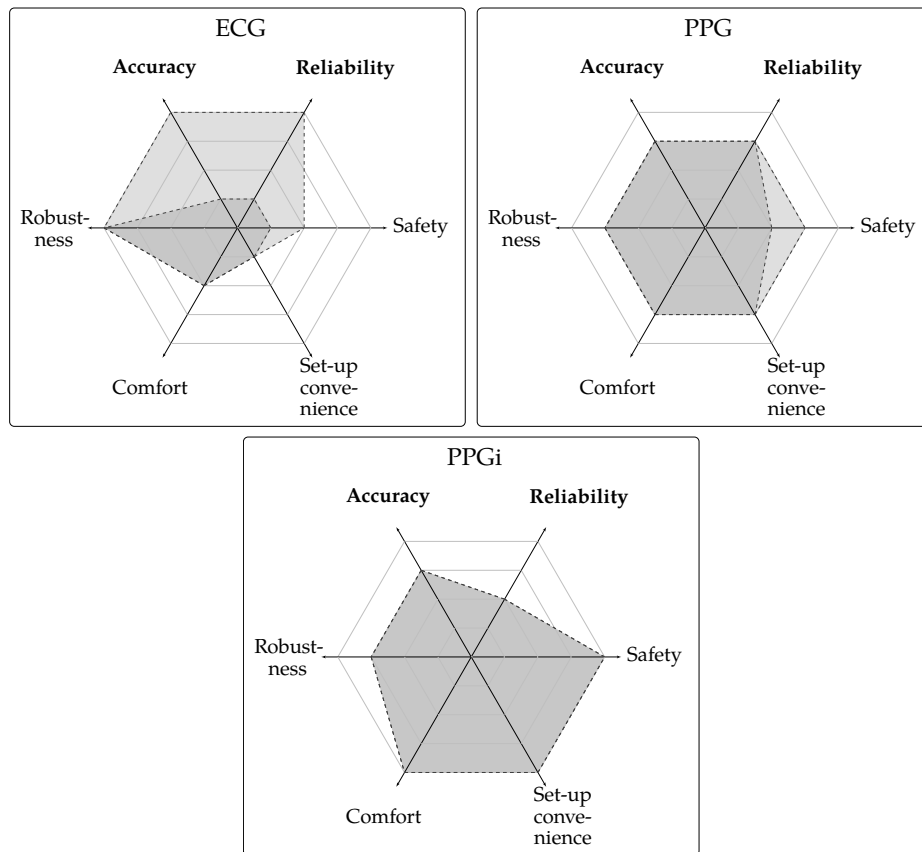 ECG
Accuracy
Reliability
Robust-
ness
Safety
Comfort
Set-up
conve-
nience
PPG
Accuracy
Reliability
Robust-
ness
Safety
Comfort
Set-up
conve-
nience
PPGi
Accuracy
Reliability
Robust-
ness
Safety
Comfort
Set-up
conve-
nience